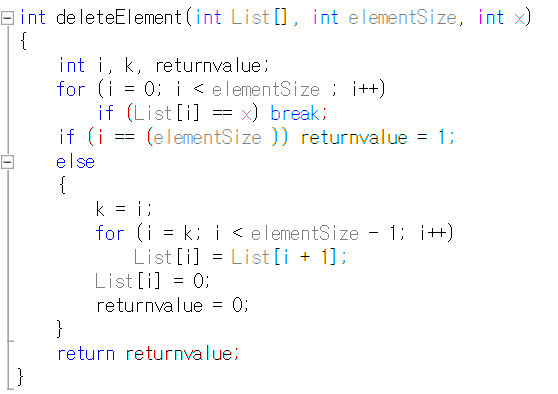 int deleteElement(int List[], int elementSize, int x)
{
    int i, k, returnvalue;
    for (i = 0; i < elementSize ; i++)
        if (List[i] == x) break;
    if (i == (elementSize )) returnvalue = 1;
    else
    {
        k = i;
        for (i = k; i < elementSize - 1; i++)
            List[i] = List[i + 1];
        List[i] = 0;
        returnvalue = 0;
    }
    return returnvalue;
}